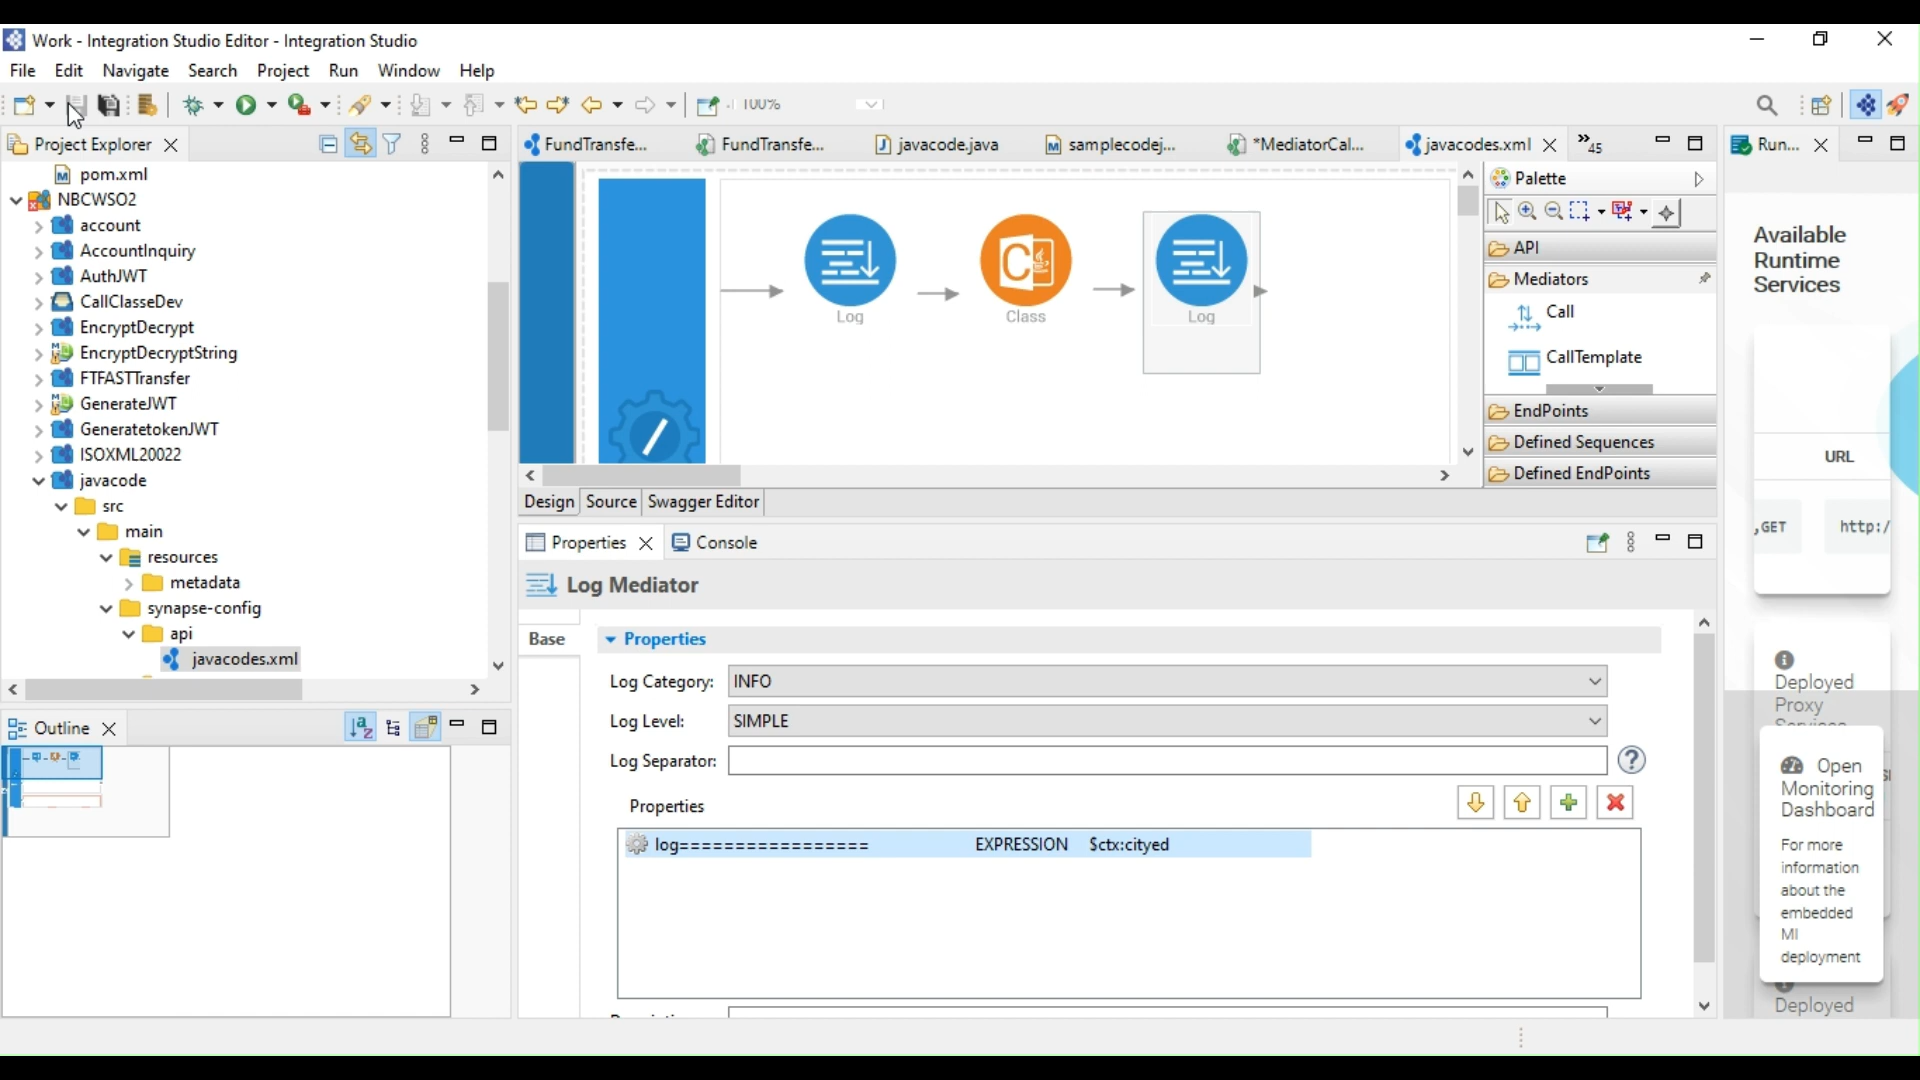 Work - Integration Studio Editor - Integration Studio
File Edit Navigate Search Project Run Window Help
100%
Project Explorer
pom.xml
NBCWSO2
account
AccountInquiry
AuthJWT
CallClasseDev
EncryptDecrypt
EncryptDecryptString
FTFASTTransfer
GenerateJWT
GeneratetokenJWT
ISOXML20022
javacode
src
main
resources
metadata
synapse-config
api
javacodes.xml
Outline
FundTransfe... FundTransfe... javacode.java samplecodej... *MediatorCal... javacodes.xml »45
Log
Class
Log
Palette
API
Mediators
Call
CallTemplate
EndPoints
Defined Sequences
Defined EndPoints
Design Source Swagger Editor
Properties Console
Log Mediator
Base
Properties
Log Category: INFO
Log Level: SIMPLE
Log Separator:
Properties
log================= EXPRESSION $ctx:cityed
Run...
Available
Runtime
Services
URL
,GET http:/
Deployed
Proxy
Services
Open
Monitoring
Dashboard
For more
information
about the
embedded
MI
deployment
Deployed